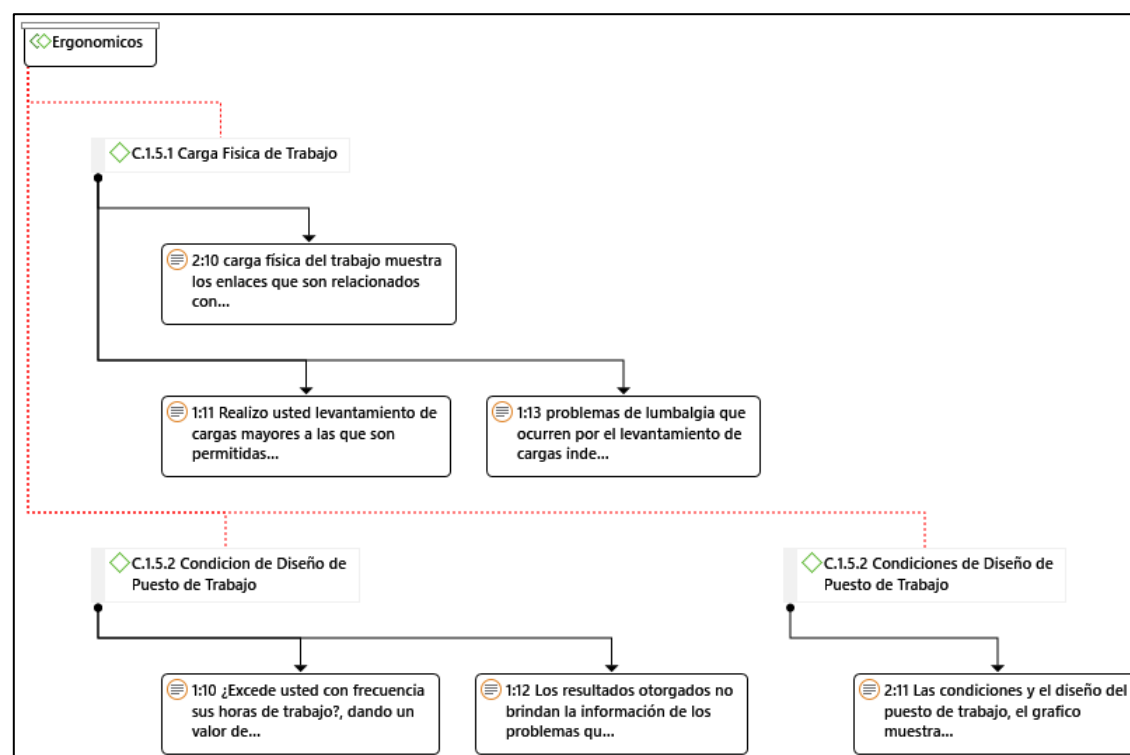 Ergonomicos
C.1.5.1 Carga Fisica de Trabajo
2:10 carga física del trabajo muestra
los enlaces que son relacionados
con...
1:11 Realizo usted levantamiento de
cargas mayores a las que son
permitidas...
1:13 problemas de lumbalgia que
ocurren por el levantamiento de
cargas inde...
C.1.5.2 Condicion de Diseño de
Puesto de Trabajo
C.1.5.2 Condiciones de Diseño de
Puesto de Trabajo
1:10 ¿Excede usted con frecuencia
sus horas de trabajo?, dando un
valor de...
1:12 Los resultados otorgados no
brindan la información de los
problemas qu...
2:11 Las condiciones y el diseño del
puesto de trabajo, el grafico
muestra...